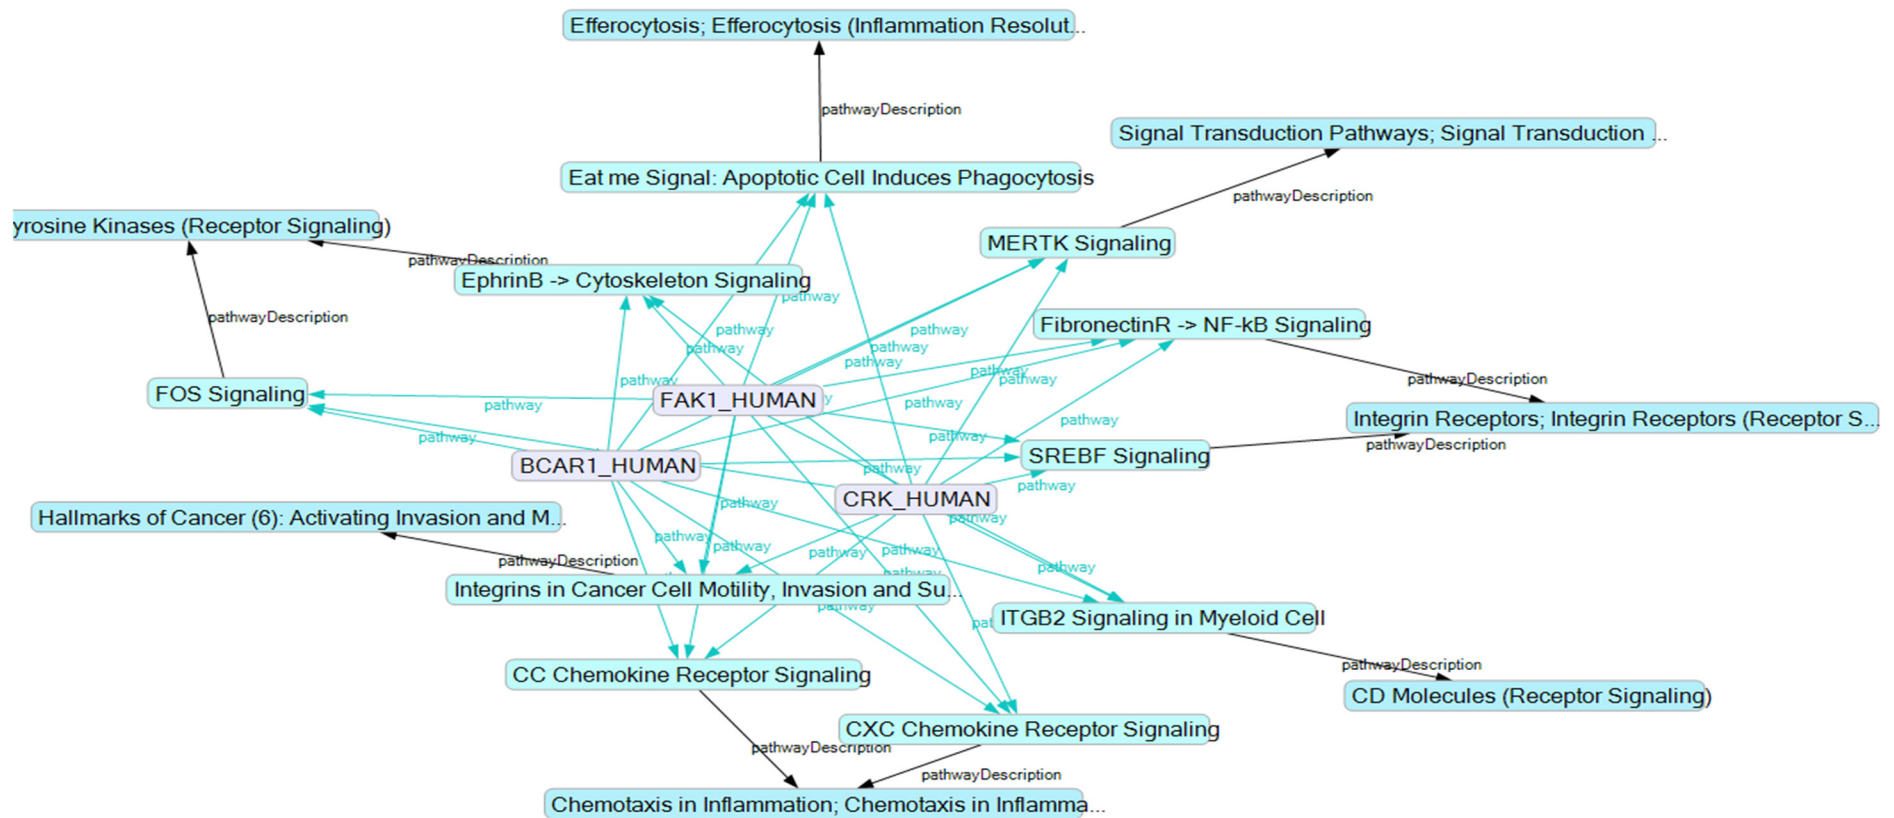 Efferocytosis; Efferocytosis (Inflammation Resolut...
pathwayDescription
Signal Transduction Pathways; Signal Transduction ...
Eat me Signal: Apoptotic Cell Induces Phagocytosis
pathwayDescription
yrosine Kinases (Receptor Signaling)
MERTK Signaling
pathwayDescription
EphrinB -> Cytoskeleton Signaling
pathway
pathwayDescription
pathway
pathway
FibronectinR -> NF-kB Signaling
pathway
pathway
pathway
pathway
pathway
pathwayDescription
pathway
FOS Signaling
FAK1_HUMAN
pathway
pathway
Integrin Receptors; Integrin Receptors (Receptor S...
pathway
pathway
pathway
pathwayDescription
BCAR1_HUMAN
pathway
SREBF Signaling
pathway
CRK_HUMAN
pathway
Hallmarks of Cancer (6): Activating Invasion and M...
pathway
pathway
pathway
pathway
pathway
pathwayDescription
pathway
pathway
Integrins in Cancer Cell Motility, Invasion and Su...
pathway
ITGB2 Signaling in Myeloid Cell
pathwayDescription
CC Chemokine Receptor Signaling
CD Molecules (Receptor Signaling)
CXC Chemokine Receptor Signaling
pathwayDescription
pathwayDescription
Chemotaxis in Inflammation; Chemotaxis in Inflamma...